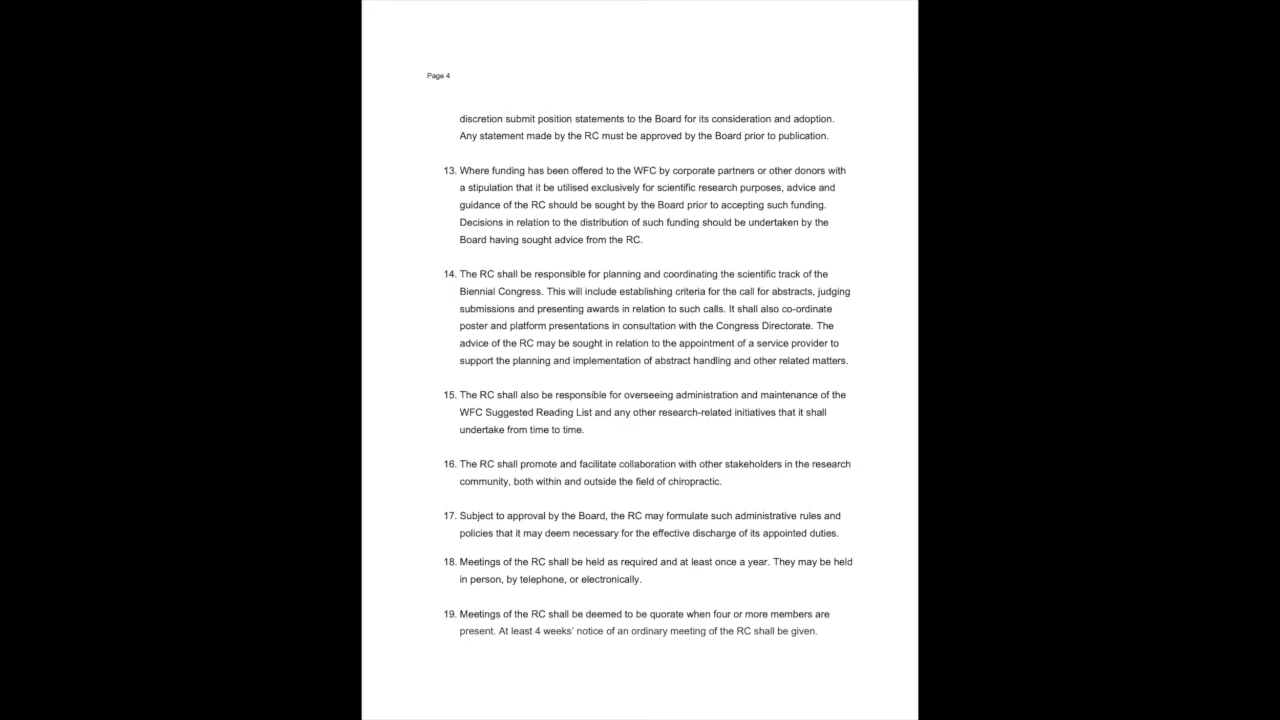 Page 4
discretion submit position statements to the Board for its consideration and adoption.
Any statement made by the RC must be approved by the Board prior to publication.
13. Where funding has been offered to the WFC by corporate partners or other donors with
a stipulation that it be utilised exclusively for scientific research purposes, advice and
guidance of the RC should be sought by the Board prior to accepting such funding.
Decisions in relation to the distribution of such funding should be undertaken by the
Board having sought advice from the RC.
14. The RC shall be responsible for planning and coordinating the scientific track of the
Biennial Congress. This will include establishing criteria for the call for abstracts, judging
submissions and presenting awards in relation to such calls. It shall also co-ordinate
poster and platform presentations in consultation with the Congress Directorate. The
advice of the RC may be sought in relation to the appointment of a service provider to
support the planning and implementation of abstract handling and other related matters.
15. The RC shall also be responsible for overseeing administration and maintenance of the
WFC Suggested Reading List and any other research-related initiatives that it shall
undertake from time to time.
16. The RC shall promote and facilitate collaboration with other stakeholders in the research
community, both within and outside the field of chiropractic.
17. Subject to approval by the Board, the RC may formulate such administrative rules and
policies that it may deem necessary for the effective discharge of its appointed duties.
18. Meetings of the RC shall be held as required and at least once a year. They may be held
in person, by telephone, or electronically.
19. Meetings of the RC shall be deemed to be quorate when four or more members are
present. At least 4 weeks' notice of an ordinary meeting of the RC shall be given.